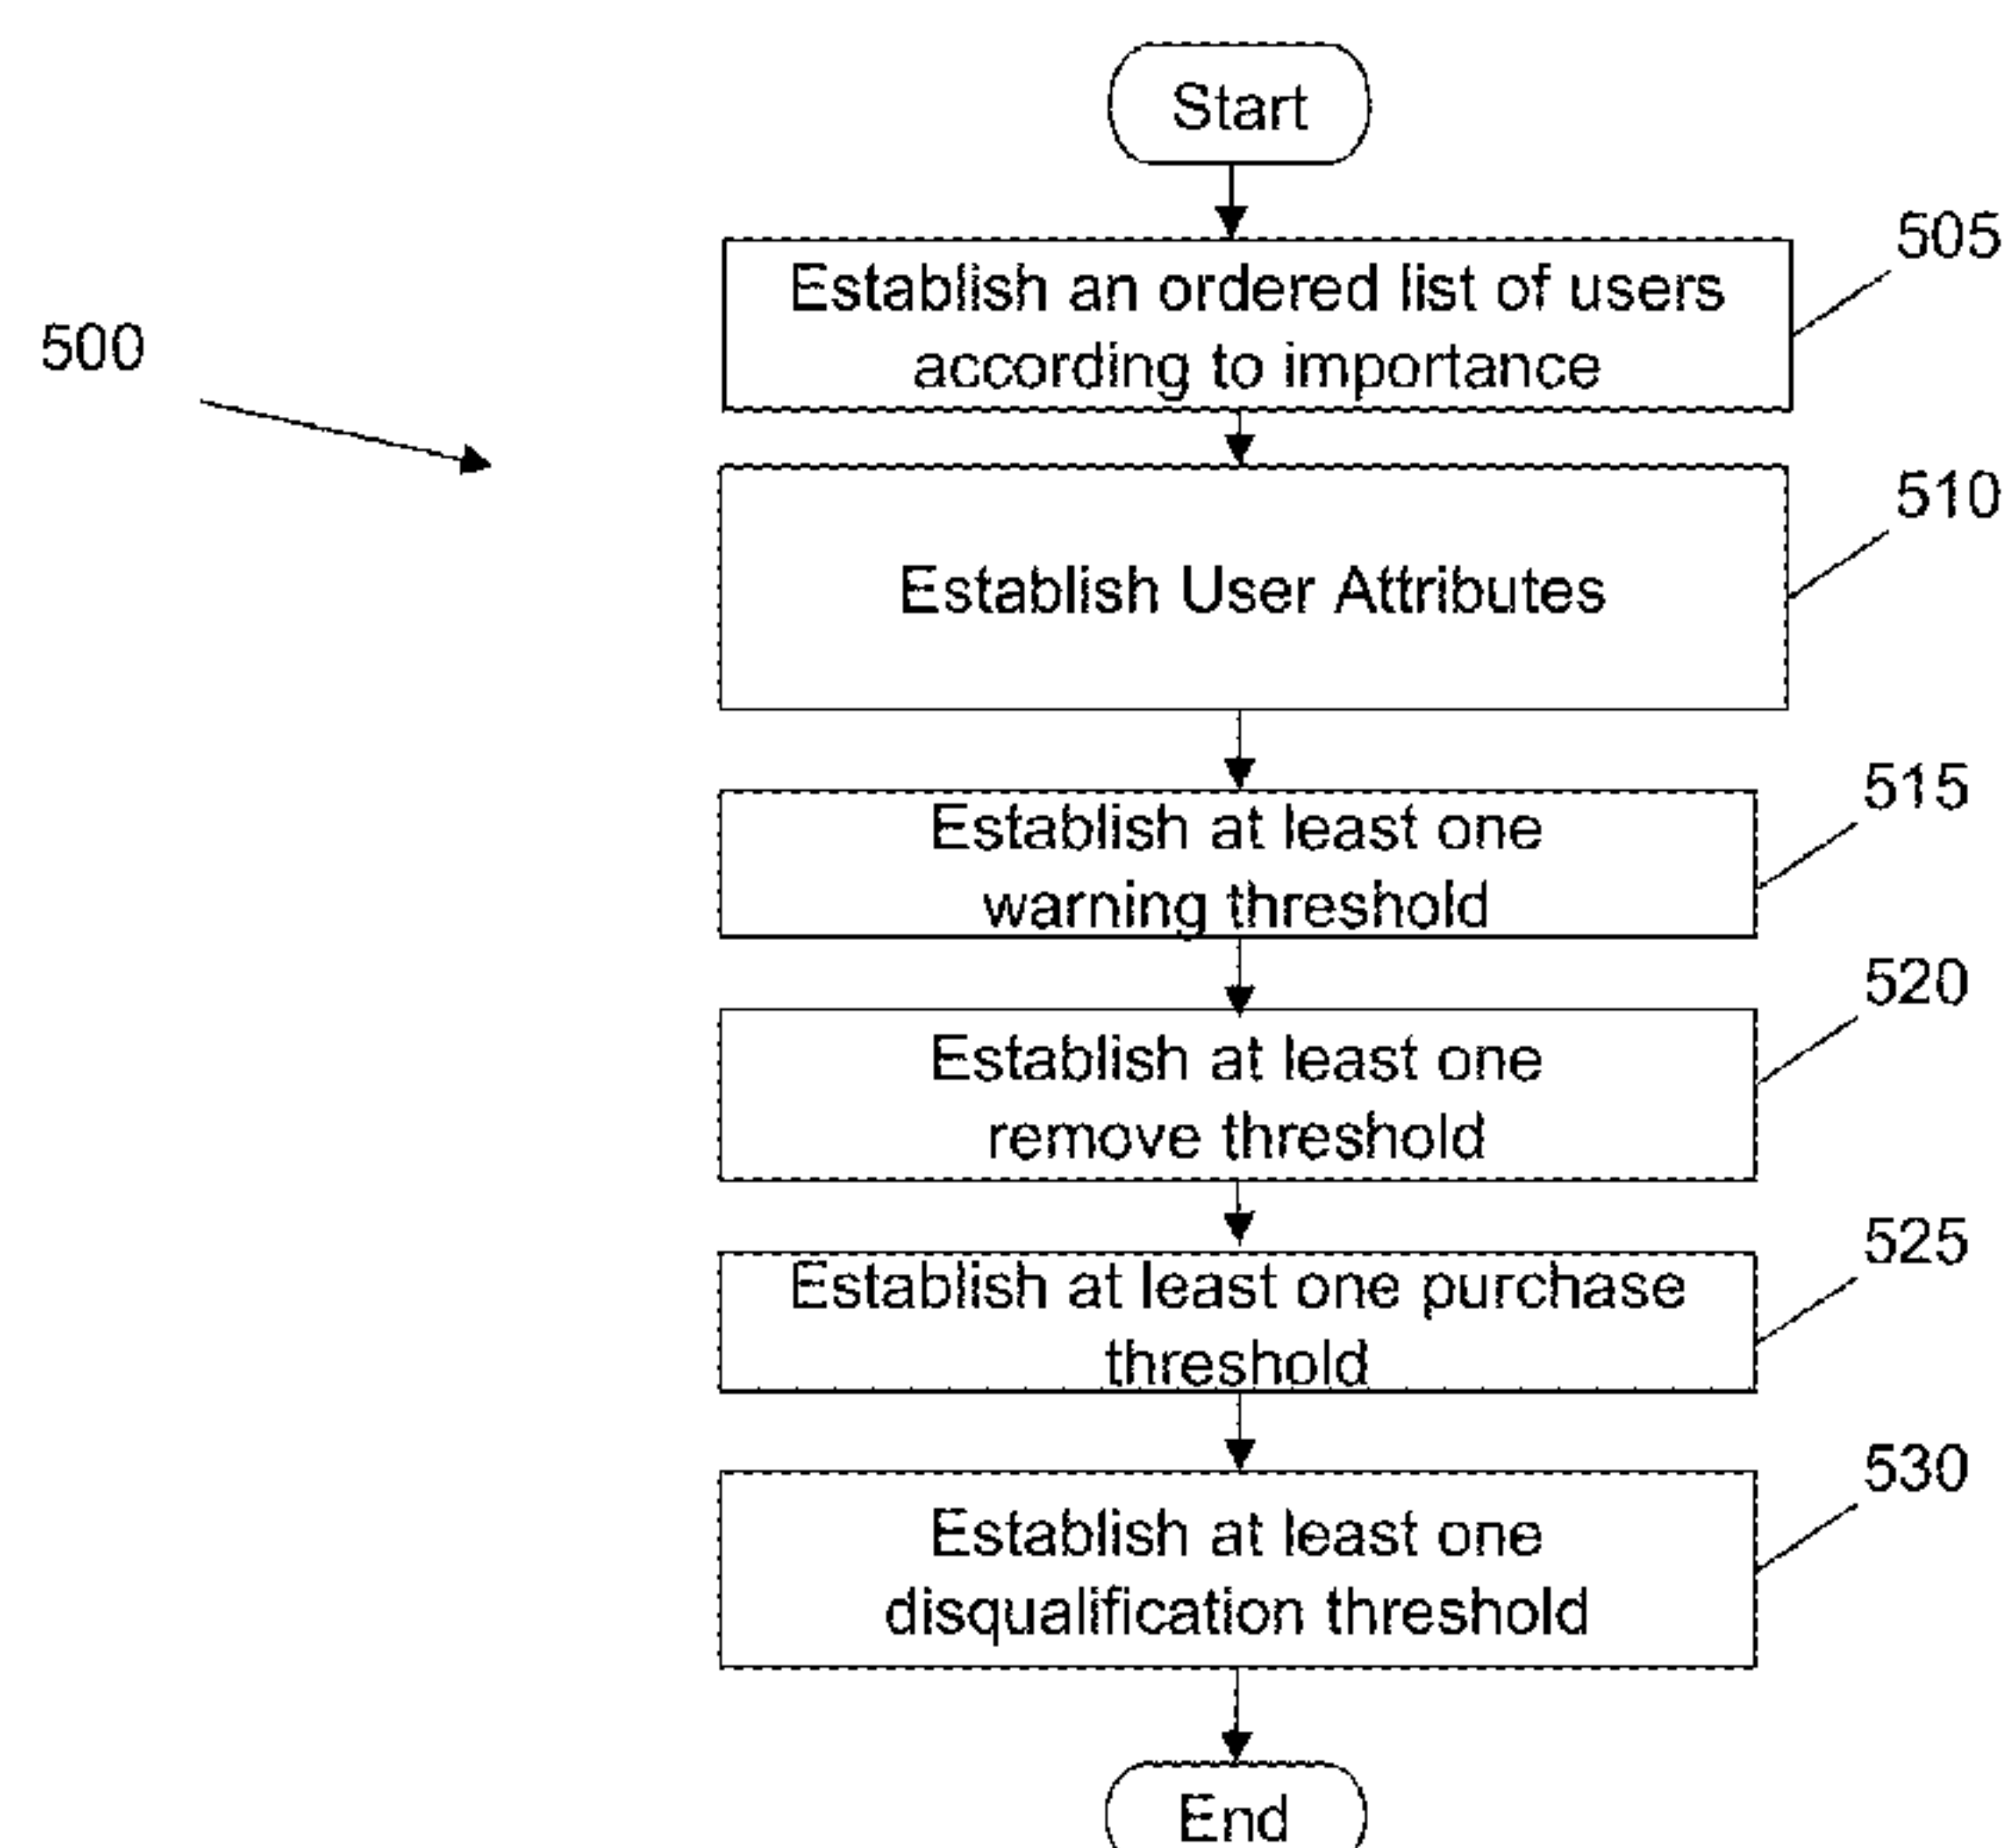 Start
505
Establish an ordered list of users
according to importance
500
510
Establish User Attributes
515
Establish at least one
warning threshold
520
Establish at least one
remove threshold
525
Establish at least one purchase
threshold
530
Establish at least one
disqualification threshold
End